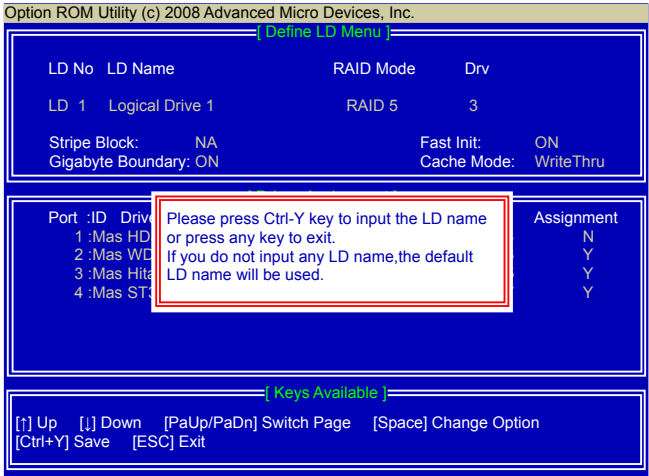 Option ROM Utility (c) 2008 Advanced Micro Devices, Inc.
[ Define LD Menu ]
LD No LD Name RAID Mode Drv
LD 1 Logical Drive 1 RAID 5 3
Stripe Block: NA Fast Init: ON
Gigabyte Boundary: ON Cache Mode: WriteThru
Port :ID Drive Assignment
1 :Mas HD N
2 :Mas WD Y
3 :Mas Hita Y
4 :Mas ST3 Y
Please press Ctrl-Y key to input the LD name
or press any key to exit.
If you do not input any LD name,the default
LD name will be used.
[ Keys Available ]
[↑] Up [↓] Down [PaUp/PaDn] Switch Page [Space] Change Option
[Ctrl+Y] Save [ESC] Exit